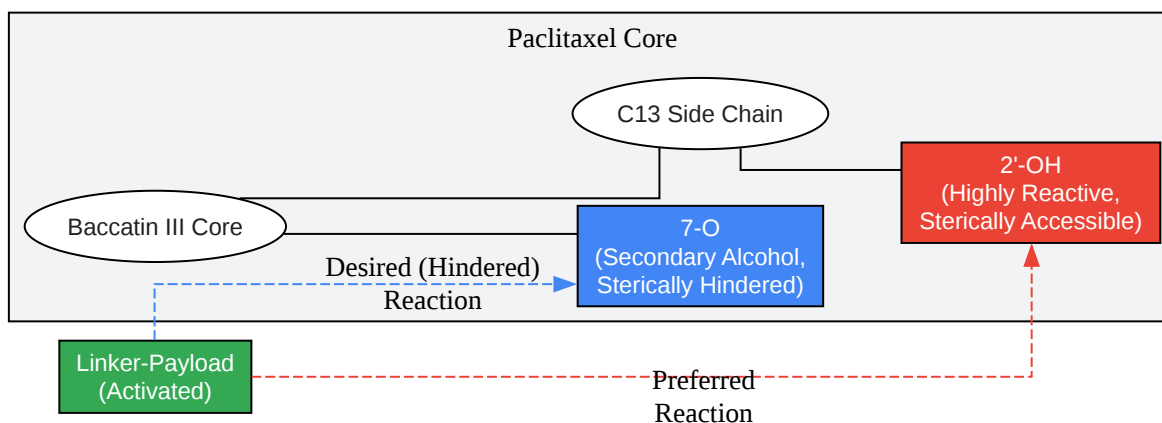 Paclitaxel Core
C13 Side Chain
2'-OH
(Highly Reactive,
Sterically Accessible)
Baccatin III Core
7-O
(Secondary Alcohol,
Sterically Hindered)
Desired (Hindered)
Reaction
Linker-Payload
(Activated)
Preferred
Reaction